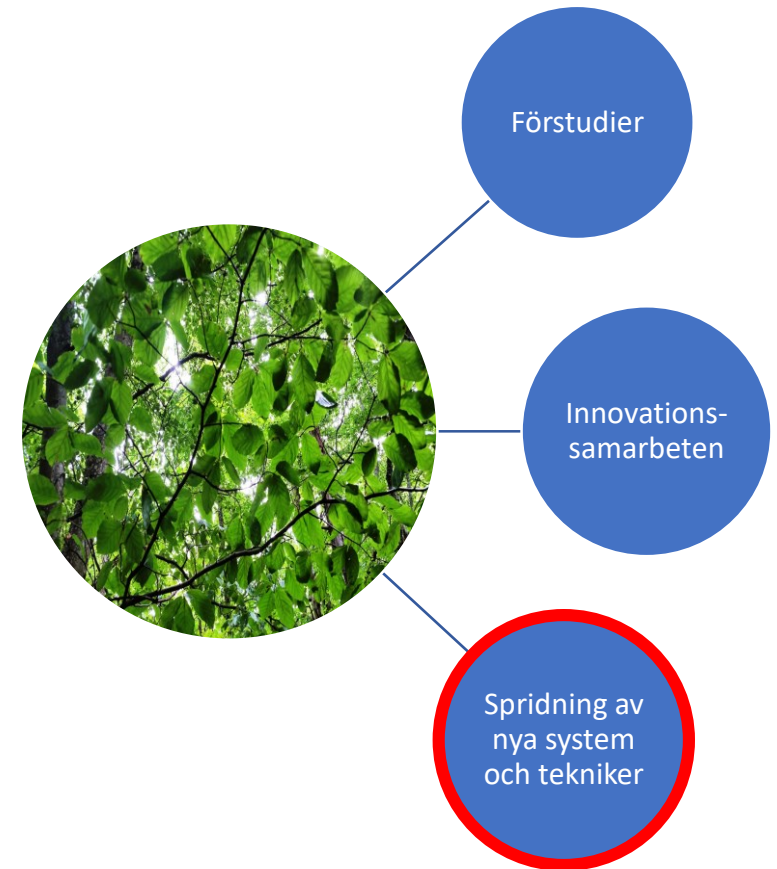 Förstudier
Innovations-
samarbeten
Spridning av
nya system
och tekniker